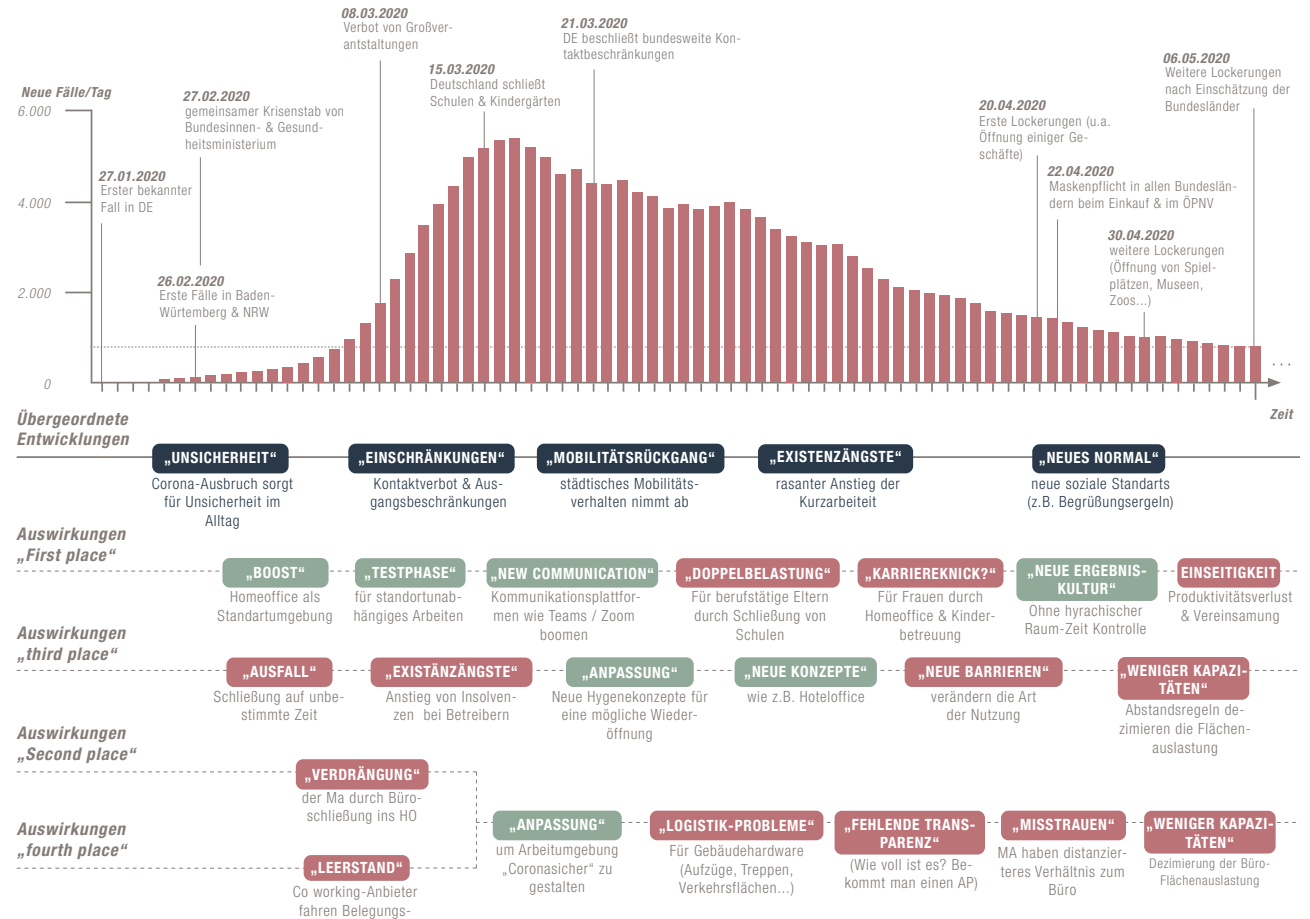 08.03.2020
Verbot von Großver-
antstaltungen
21.03.2020
DE beschließt bundesweite Kon-
taktbeschränkungen
15.03.2020
Deutschland schließt
Schulen & Kindergärten
06.05.2020
Weitere Lockerungen
nach Einschätzung der
Bundesländer
Neue Fälle/Tag
27.02.2020
gemeinsamer Krisenstab von
Bundesinnen- & Gesund-
heitsministerium
20.04.2020
Erste Lockerungen (u.a.
Öffnung einiger Ge-
schäfte)
6.000
27.01.2020
Erster bekannter
Fall in DE
22.04.2020
Maskenpflicht in allen Bundeslän-
dern beim Einkauf & im ÖPNV
4.000
30.04.2020
weitere Lockerungen
(Öffnung von Spiel-
plätzen, Museen,
Zoos...)
26.02.2020
Erste Fälle in Baden-
Würtemberg & NRW
2.000
0
...
Zeit
Übergeordnete
Entwicklungen
„UNSICHERHEIT“
Corona-Ausbruch sorgt
für Unsicherheit im
Alltag
„EINSCHRÄNKUNGEN“
Kontaktverbot & Aus-
gangsbeschränkungen
„MOBILITÄTSRÜCKGANG“
städtisches Mobilitäts-
verhalten nimmt ab
„EXISTENZÄNGSTE“
rasanter Anstieg der
Kurzarbeiteit
„NEUES NORMAL“
neue soziale Standarts
(z.B. Begrüßungsergeln)
Auswirkungen
„First place“
„BOOST“
Homeoffice als
Standartumgebung
„TESTPHASE“
für standortunab-
hängiges Arbeiten
„NEW COMMUNICATION“
Kommunikationsplattfor-
men wie Teams / Zoom
boomen
„DOPPELBELASTUNG“
Für berufstätige Eltern
durch Schließung von
Schulen
„KARRIEREKNICK?“
Für Frauen durch
Homeoffice & Kinder-
betreuung
„NEUE ERGEBNIS-
KULTUR“
Ohne hyrachischer
Raum-Zeit Kontrolle
EINSEITIGKEIT
Produktivitätsverlust
& Vereinsamung
Auswirkungen
„third place“
„AUSFALL“
Schließung auf unbe-
stimmte Zeit
„EXISTÄNZÄNGSTE“
Anstieg von Insolven-
zen bei Betreibern
„ANPASSUNG“
Neue Hygenekonzepte für
eine mögliche Wieder-
öffnung
„NEUE KONZEPTE“
wie z.B. Hoteloffice
„NEUE BARRIEREN“
verändern die Art
der Nutzung
„WENIGER KAPAZI-
TÄTEN“
Abstandsregeln de-
zimieren die Flächen-
auslastung
Auswirkungen
„Second place“
„VERDRÄNGUNG“
der Ma durch Büro-
schließung ins HO
Auswirkungen
„fourth place“
„LEERSTAND“
Co working-Anbieter
fahren Belegungs-
„ANPASSUNG“
um Arbeitumgebung
„Coronasicher“ zu
gestalten
„LOGISTIK-PROBLEME“
Für Gebäudehardware
(Aufzüge, Treppen,
Verkehrsflächen...)
„FEHLENDE TRANS-
PARENZ“
(Wie voll ist es? Be-
kommt man einen AP)
„MISSTRAUEN“
MA haben distanzier-
teres Verhältnis zum
Büro
„WENIGER KAPAZI-
TÄTEN“
Dezimierung der Büro-
Flächenauslastung